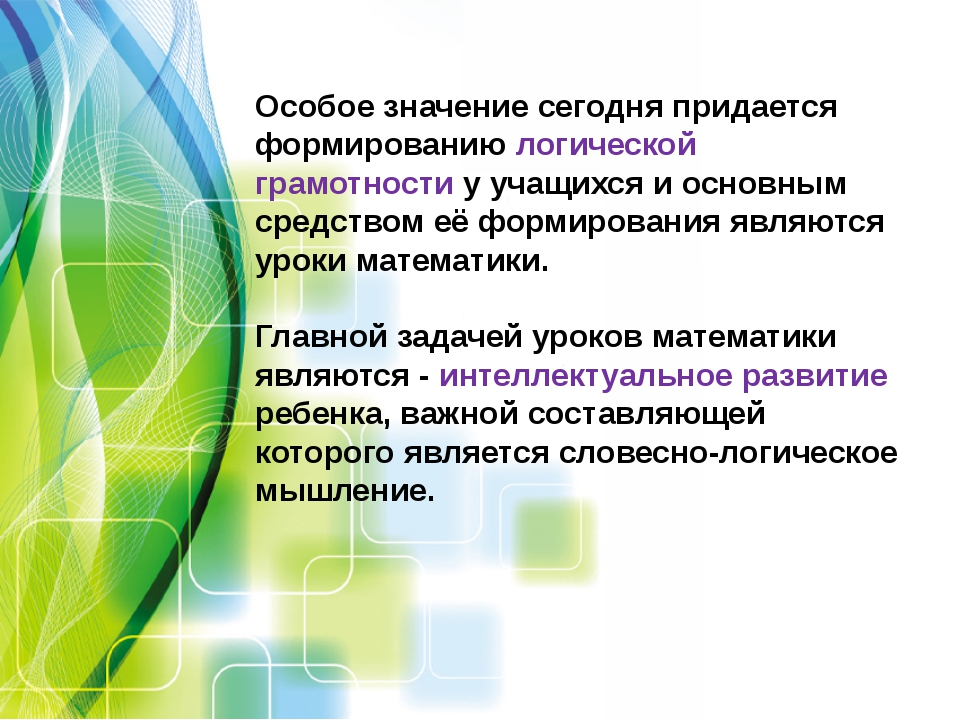 Особое значение сегодня придается
формированию логической
грамотности у учащихся и основным
средством её формирования являются
уроки математики.
Главной задачей уроков математики
являются - интеллектуальное развитие
ребенка, важной составляющей
которого является словесно-логическое
мышление.